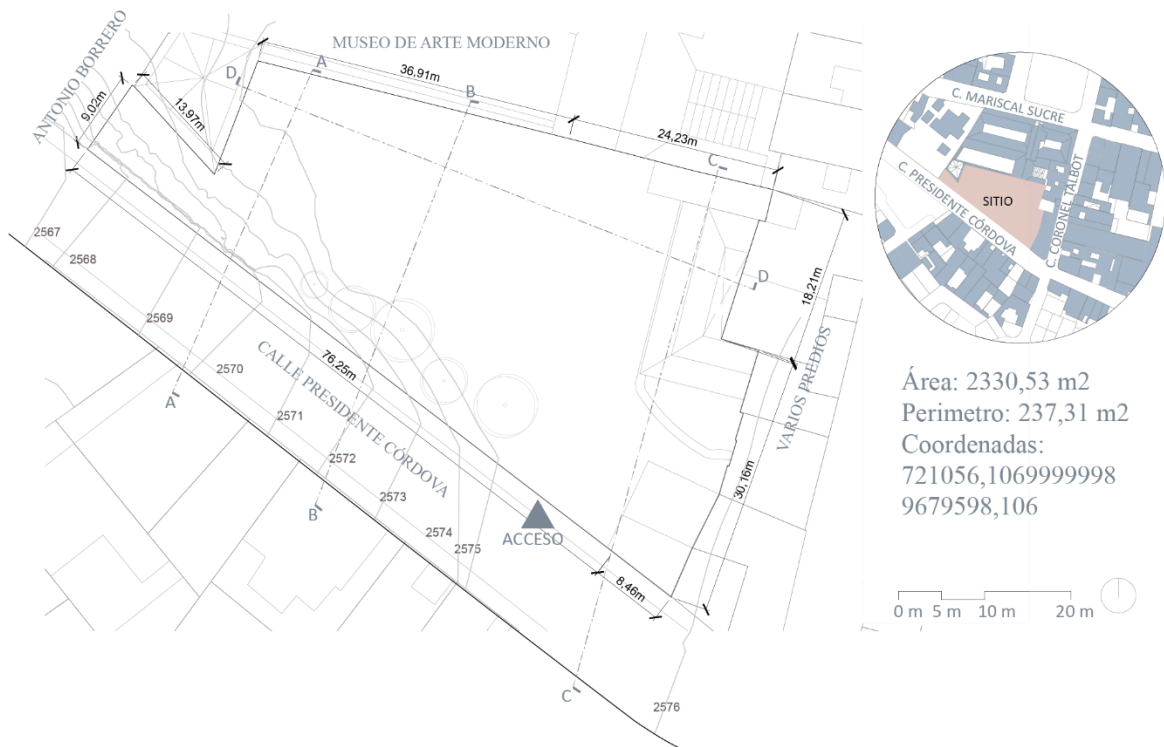 MUSEO DE ARTE MODERNO
ANTONIO BORRERO
9,02m
13,97m
D
A
36,91m
B
24,23m
C
D
18,21m
VARIOS PREDIOS
30,16m
2567
2568
2569
2570
2571
2572
2573
2574
2575
2576
76,25m
CALLE PRESIDENTE CÓRDOVA
A
B
ACCESO
8,46m
C
C. MARISCAL SUCRE
C. PRESIDENTE CÓRDOVA
SITIO
C. CORONEL TALBOT
Área: 2330,53 m2
Perimetro: 237,31 m2
Coordenadas:
721056,1069999998
9679598,106
0 m 5 m 10 m 20 m